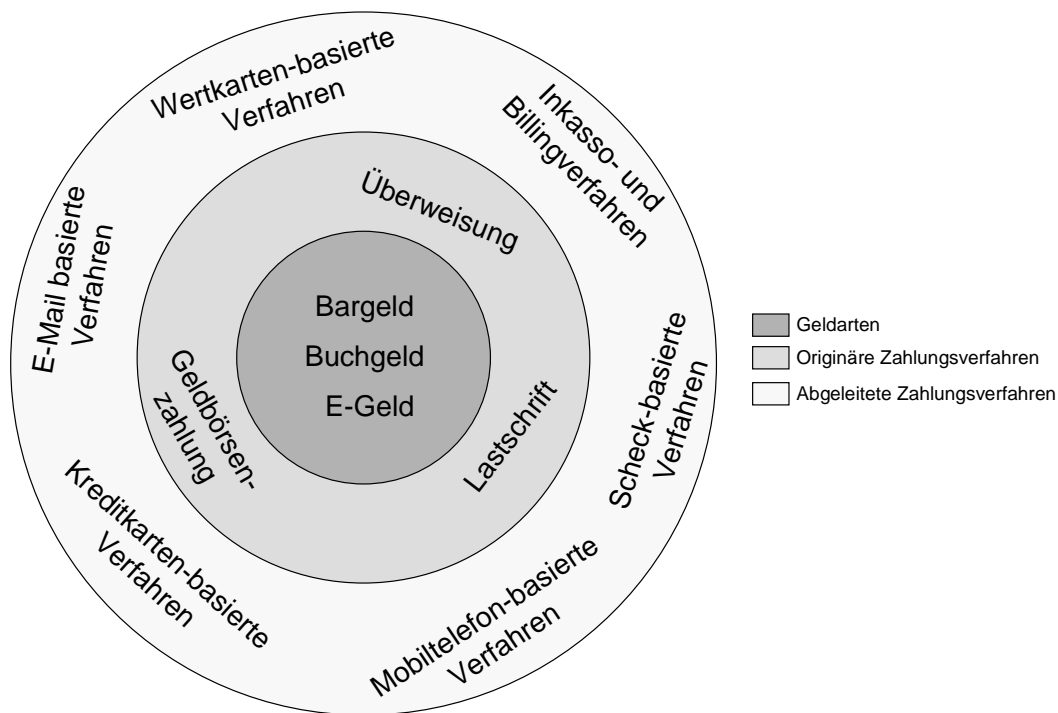 Wertkarten-basierte
Verfahren
Inkasso- und
Billingverfahren
E-Mail basierte
Verfahren
Überweisung
Bargeld
Buchgeld
E-Geld
Geldbörsen-
zahlung
Lastschrift
Scheck-basierte
Verfahren
Kreditkarten-basierte
Verfahren
Mobiltelefon-basierte
Verfahren
Geldarten
Originäre Zahlungsverfahren
Abgeleitete Zahlungsverfahren